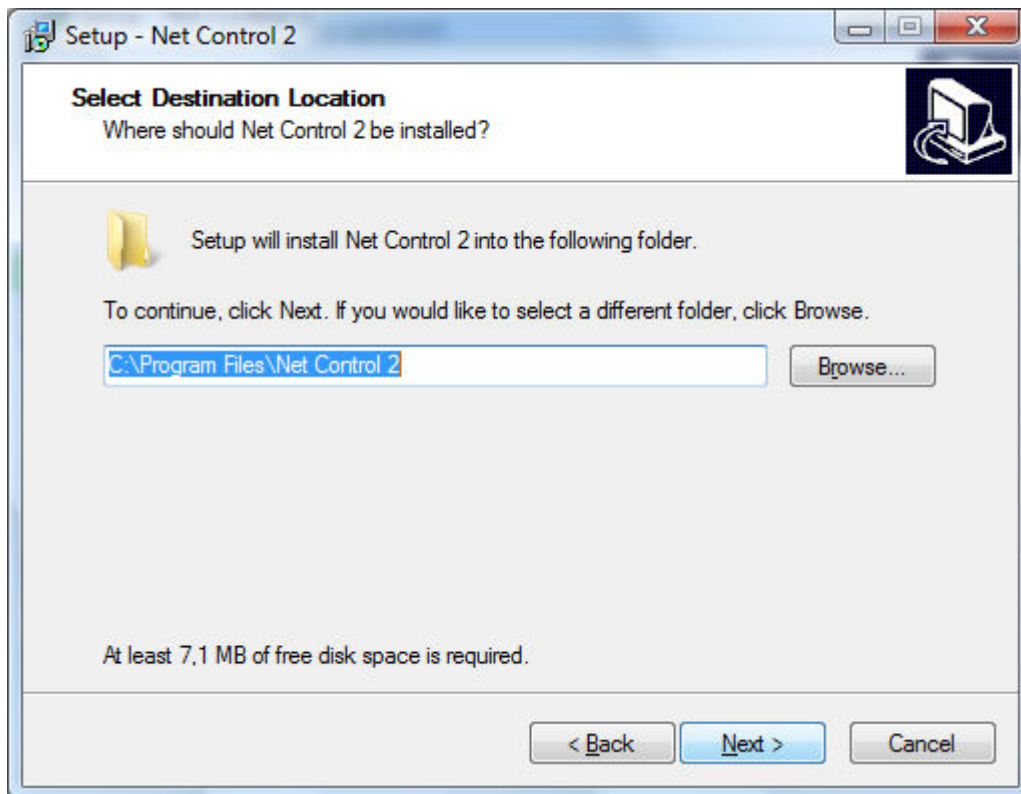 Setup - Net Control 2
Select Destination Location
Where should Net Control 2 be installed?
Setup will install Net Control 2 into the following folder.
To continue, click Next. If you would like to select a different folder, click Browse.
C:\Program Files\Net Control 2
Browse...
At least 7,1 MB of free disk space is required.
< Back
Next >
Cancel